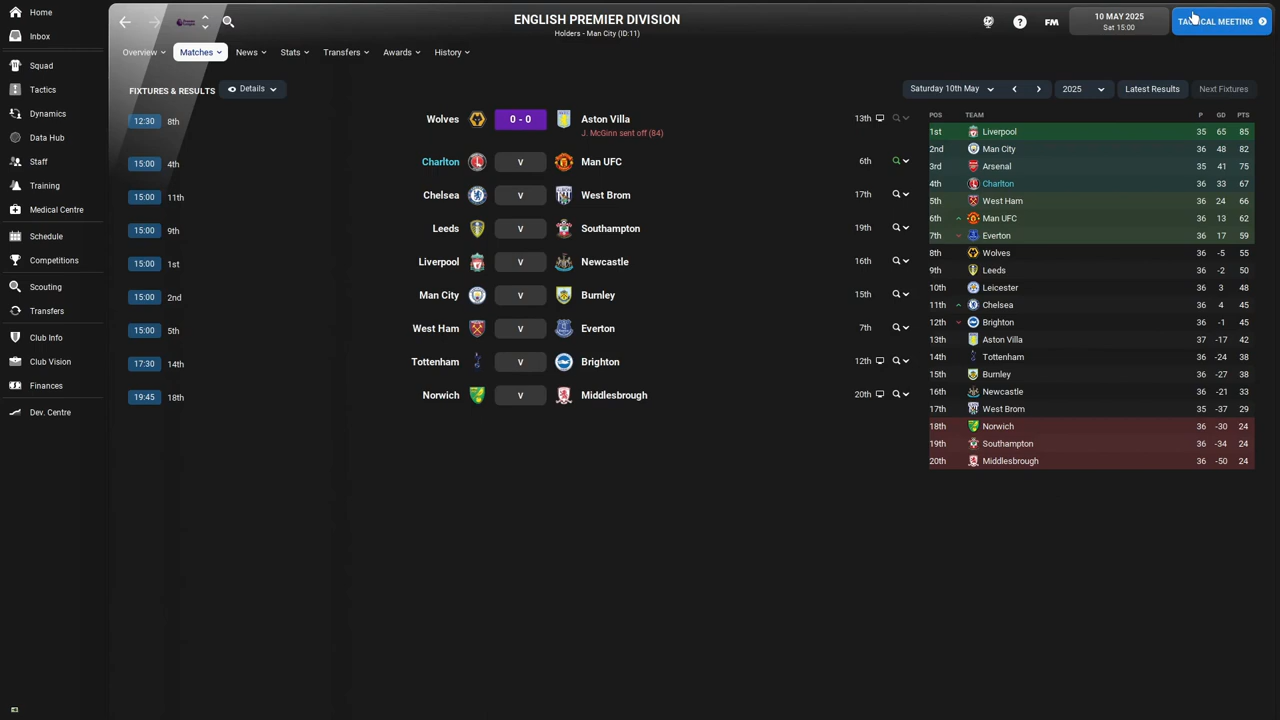 Home
Inbox
Squad
Tactics
Dynamics
Data Hub
Staff
Training
Medical Centre
Schedule
Competitions
Scouting
Transfers
Club Info
Club Vision
Finances
Dev. Centre
ENGLISH PREMIER DIVISION
Holders - Man City (ID:11)
FM
10 MAY 2025
Sat 15:00
MEETING
Overview Matches News Stats Transfers Awards History
FIXTURES & RESULTS Details
Saturday 10th May 2025 Latest Results Next Fixtures
12:30 8th Wolves 0 - 0 Aston Villa 13th
J. McGinn sent off (84)
15:00 4th Charlton v Man UFC 6th
15:00 11th Chelsea v West Brom 17th
15:00 9th Leeds v Southampton 19th
15:00 1st Liverpool v Newcastle 16th
15:00 2nd Man City v Burnley 15th
15:00 5th West Ham v Everton 7th
17:30 14th Tottenham v Brighton 12th
19:45 18th Norwich v Middlesbrough 20th
POS TEAM P GD PTS
1st Liverpool 35 65 85
2nd Man City 36 48 82
3rd Arsenal 35 41 75
4th Charlton 36 33 67
5th West Ham 36 24 66
6th Man UFC 36 13 62
7th Everton 36 17 59
8th Wolves 36 -5 55
9th Leeds 36 -2 50
10th Leicester 36 3 48
11th Chelsea 36 4 45
12th Brighton 36 -1 45
13th Aston Villa 37 -17 42
14th Tottenham 36 -24 38
15th Burnley 36 -27 38
16th Newcastle 36 -21 33
17th West Brom 35 -37 29
18th Norwich 36 -30 24
19th Southampton 36 -34 24
20th Middlesbrough 36 -50 24